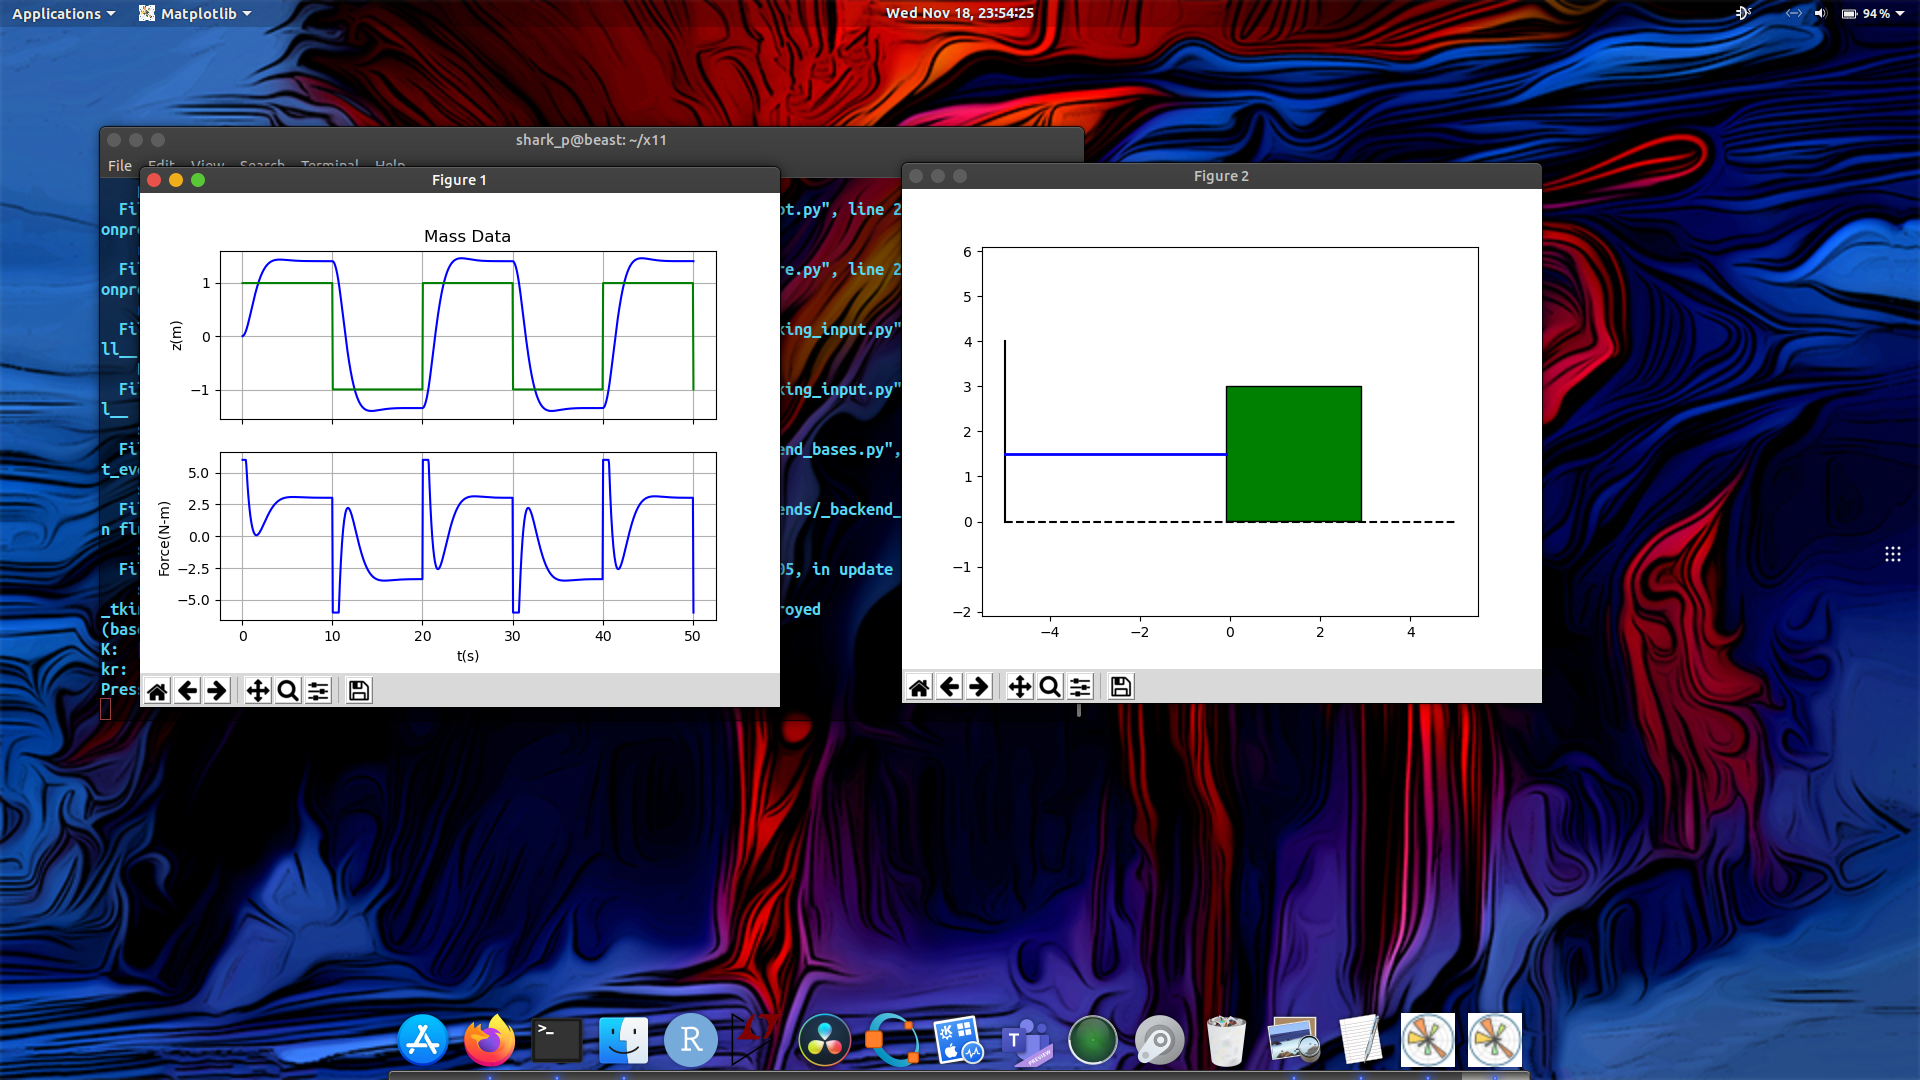 Applications
Matplotlib
Wed Nov 18, 23:54:25
94 %
shark_p@beast: ~/x11
File Edit View Search Terminal Help
Figure 1
Mass Data
1
0
−1
z(m)
5.0
2.5
0.0
−2.5
−5.0
Force(N-m)
0 10 20 30 40 50
t(s)
Fi
onpr
Fi
onpr
Fi
ll__
Fi
l__
Fi
t_ev
Fi
n fl
Fi
_tki
(bas
K:
kr:
Pres
ot.py", line 2
re.py", line 2
king_input.py"
king_input.py"
end_bases.py",
ends/_backend_
05, in update
royed
Figure 2
6
5
4
3
2
1
0
−1
−2
−4 −2 0 2 4
>_
R
K
T
PREVIEW